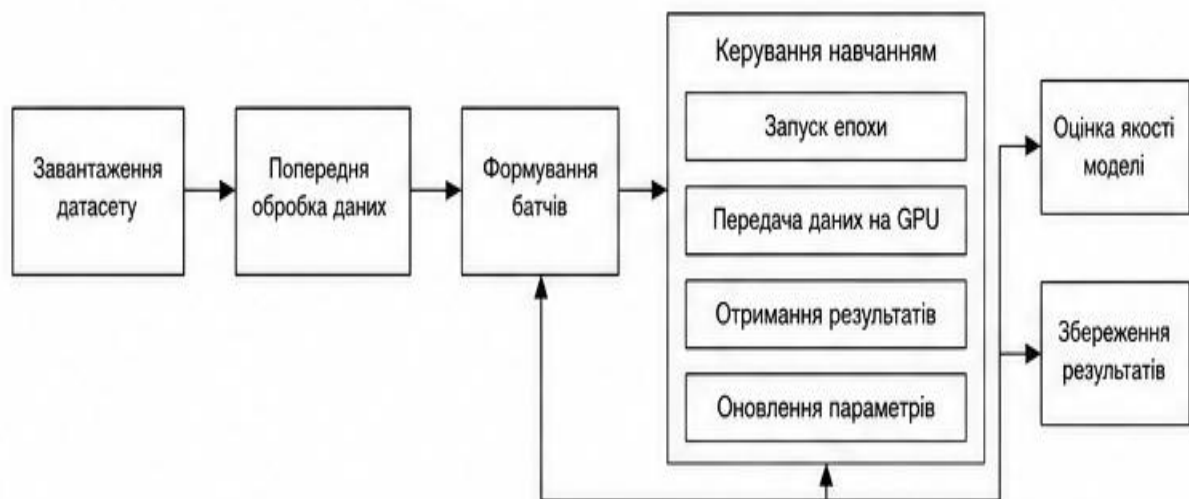 Завантаження
датасету
Попередня
обробка даних
Формування
батчів
Керування навчанням
Запуск епохи
Передача даних на GPU
Отримання результатів
Оновлення параметрів
Оцінка якості
моделі
Збереження
результатів